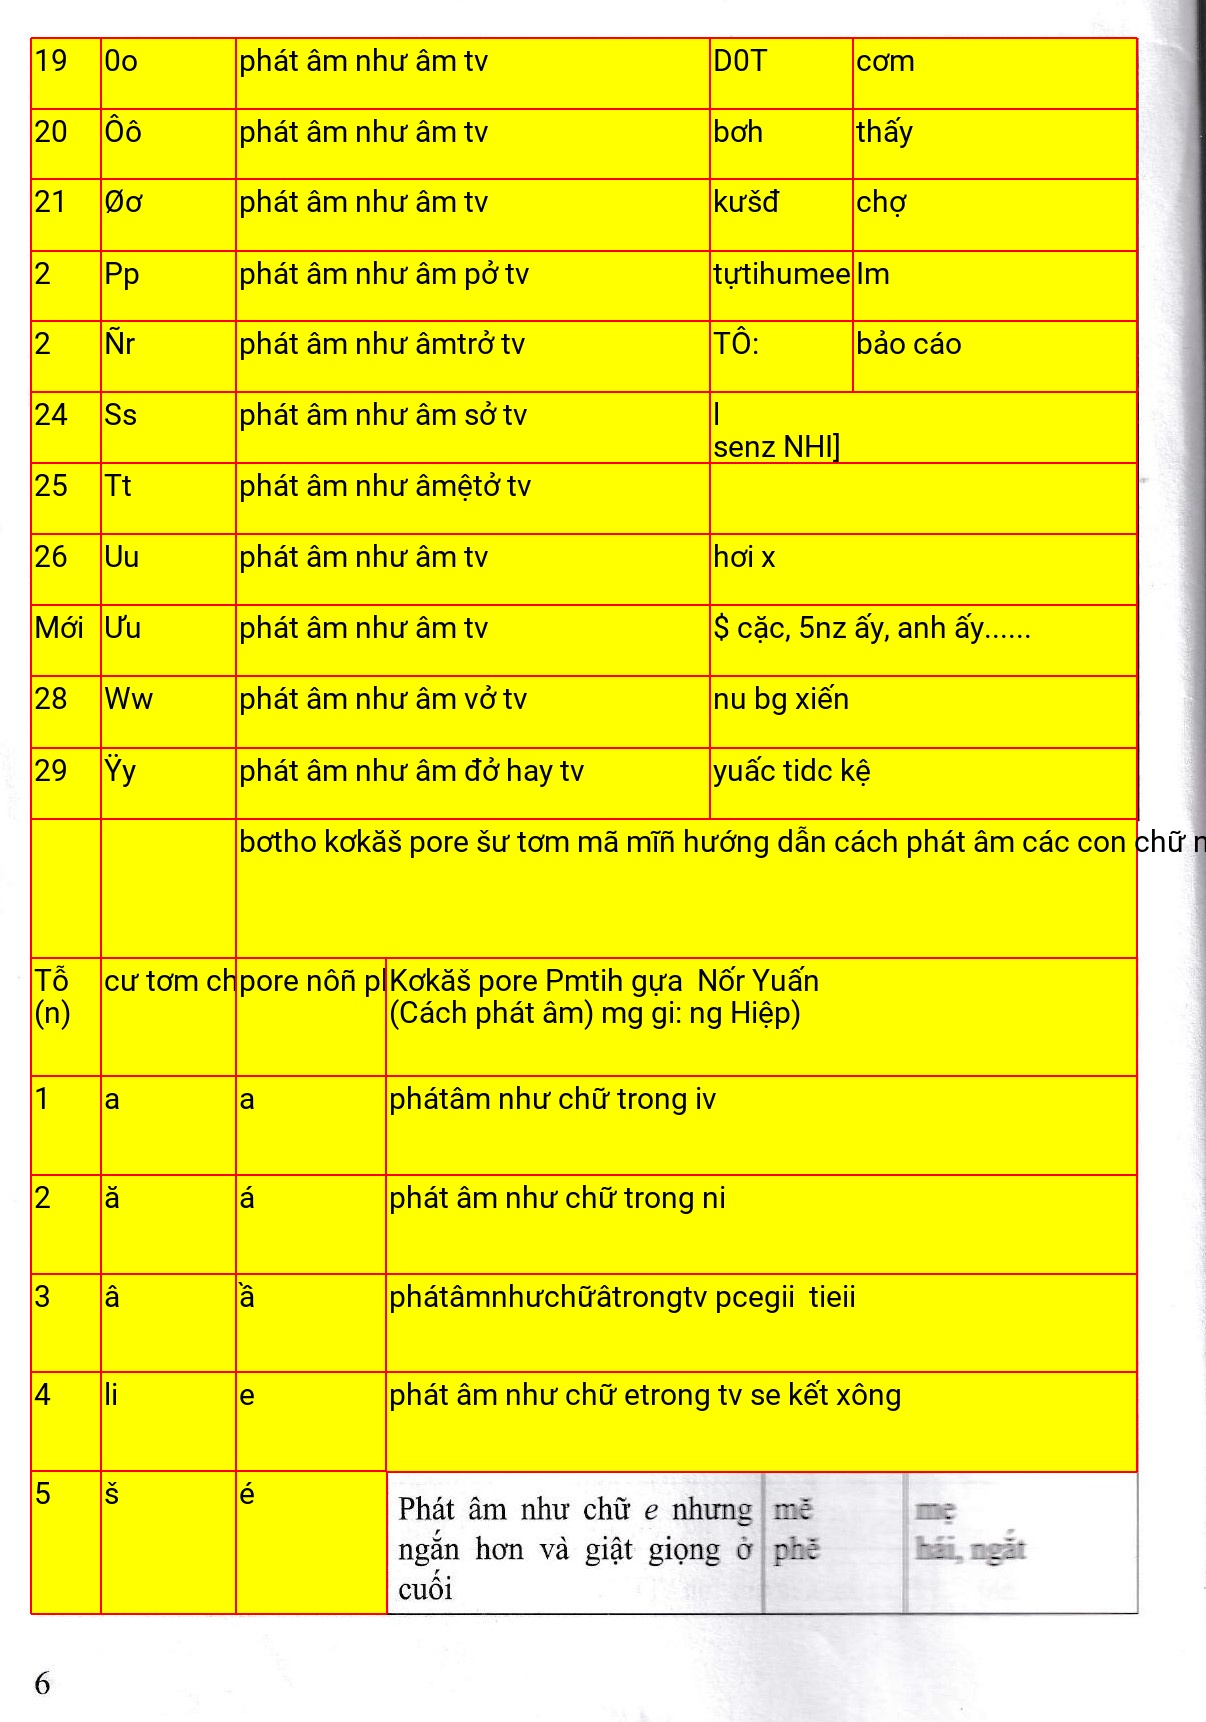 19 0o phát âm như âm tv D0T cơm
20 Ôô phát âm như âm tv bơh thấy
21 Øơ phát âm như âm tv kưšđ chợ
2 Pp phát âm như âm pở tv tựtihumee Im
2 Ñr phát âm như âmtrở tv TÔ: bảo cáo
24 Ss phát âm như âm sở tv I
senz NHI]
25 Tt phát âm như âmệtở tv
26 Uu phát âm như âm tv hơi x
Mới Ưu phát âm như âm tv $ cặc, 5nz ấy, anh ấy......
28 Ww phát âm như âm vở tv nu bg xiến
29 Ÿy phát âm như âm đở hay tv yuấc tidc kệ
bơtho kơkăš pore šư tơm mã mĩñ hướng dẫn cách phát âm các con chữ
Tỗ cư tơm ch pore nôñ pl Kơkăš pore Pmtih gựa Nốr Yuấn
(n) (Cách phát âm) mg gi: ng Hiệp)
1 a a phátâm như chữ trong iv
2 ă á phát âm như chữ trong ni
3 â ầ phátâmnhưchữâtrongtv pcegii tieii
4 li e phát âm như chữ etrong tv se kết xông
5 š é Phát âm như chữ e nhưng mĕ mẹ
ngắn hơn và giật giọng ở phĕ hái, ngắt
cuối
6